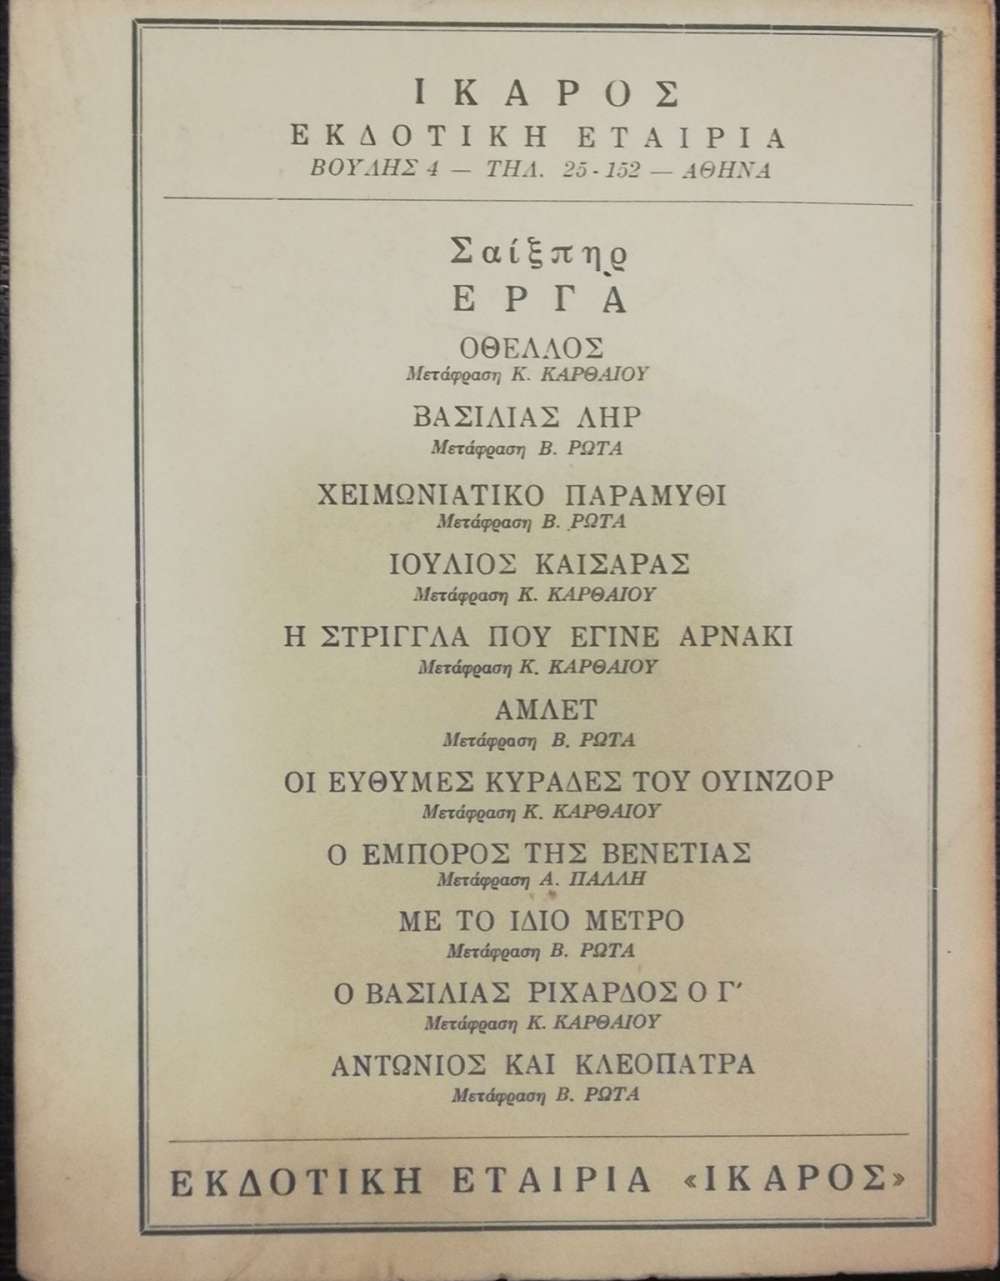 ΙΚΑΡΟΣ
ΕΚΔΟΤΙΚΗ ΕΤΑΙΡΙΑ
ΒΟΥΛΗΣ 4 — ΤΗΛ. 25-152 — ΑΘΗΝΑ
Σαίξπηρ
ΕΡΓΑ
ΟΘΕΛΛΟΣ
Μετάφραση Κ. ΚΑΡΘΑΙΟΥ
ΒΑΣΙΛΙΑΣ ΛΗΡ
Μετάφραση Β. ΡΩΤΑ
ΧΕΙΜΩΝΙΑΤΙΚΟ ΠΑΡΑΜΥΘΙ
Μετάφραση Β. ΡΩΤΑ
ΙΟΥΛΙΟΣ ΚΑΙΣΑΡΑΣ
Μετάφραση Κ. ΚΑΡΘΑΙΟΥ
Η ΣΤΡΙΓΓΛΑ ΠΟΥ ΕΓΙΝΕ ΑΡΝΑΚΙ
Μετάφραση Κ. ΚΑΡΘΑΙΟΥ
ΑΜΛΕΤ
Μετάφραση Β. ΡΩΤΑ
ΟΙ ΕΥΘΥΜΕΣ ΚΥΡΑΔΕΣ ΤΟΥ ΟΥΙΝΖΟΡ
Μετάφραση Κ. ΚΑΡΘΑΙΟΥ
Ο ΕΜΠΟΡΟΣ ΤΗΣ ΒΕΝΕΤΙΑΣ
Μετάφραση Α. ΠΑΛΛΗ
ΜΕ ΤΟ ΙΔΙΟ ΜΕΤΡΟ
Μετάφραση Β. ΡΩΤΑ
Ο ΒΑΣΙΛΙΑΣ ΡΙΧΑΡΔΟΣ Ο Γ'
Μετάφραση Κ. ΚΑΡΘΑΙΟΥ
ΑΝΤΩΝΙΟΣ ΚΑΙ ΚΛΕΟΠΑΤΡΑ
Μετάφραση Β. ΡΩΤΑ
ΕΚΔΟΤΙΚΗ ΕΤΑΙΡΙΑ «ΙΚΑΡΟΣ»